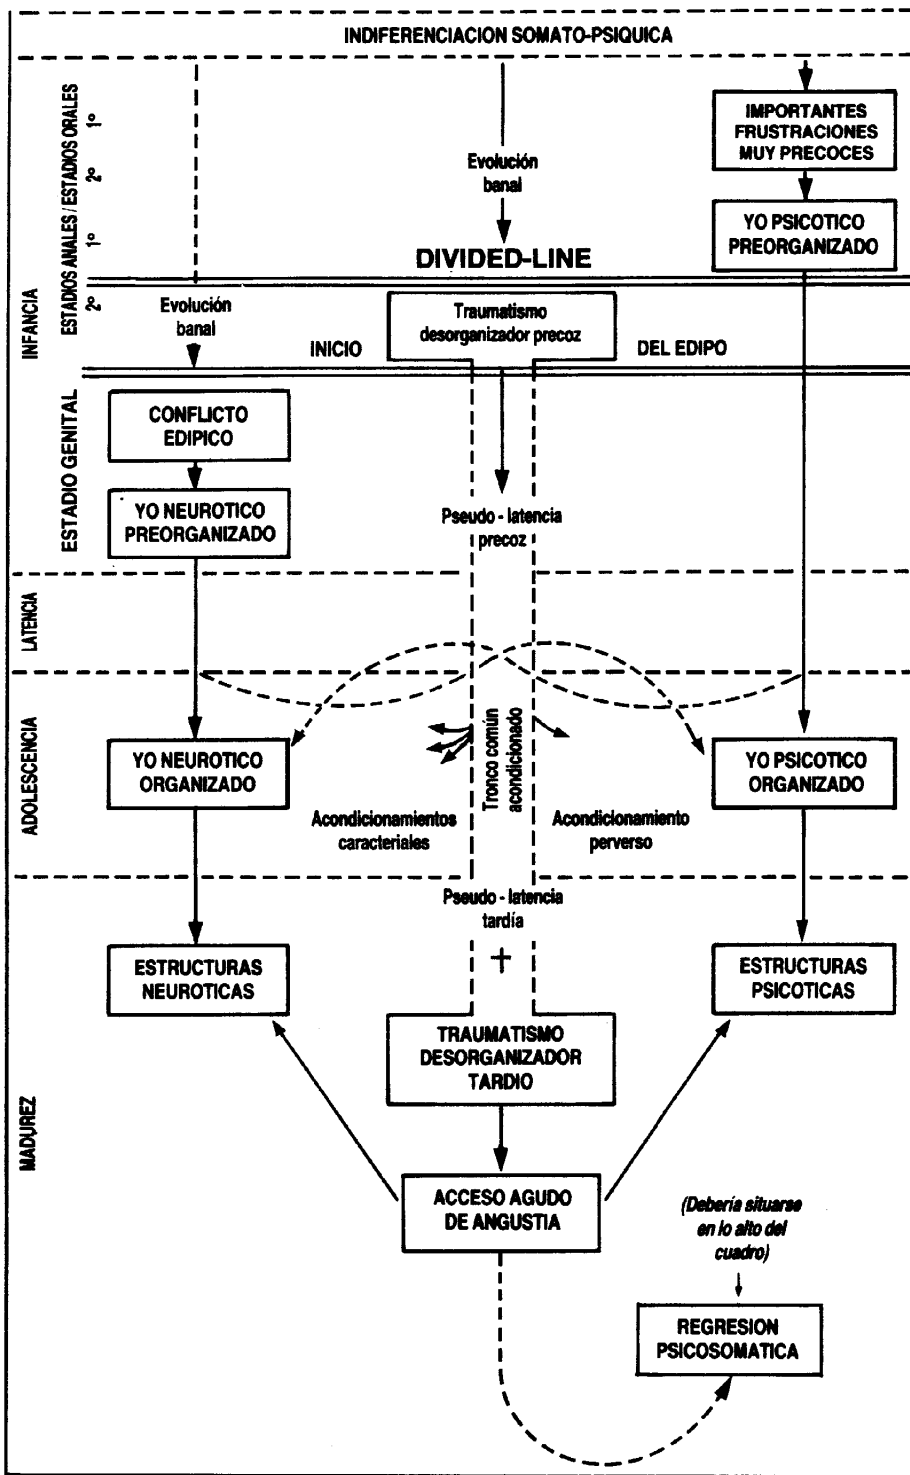 INDIFERENCIACION SOMATO-PSIQUICA
INFANCIA
ESTADIOS ANALES / ESTADIOS ORALES
1º
2º
1º
2º
IMPORTANTES
FRUSTRACIONES
MUY PRECOCES
Evolución
banal
YO PSICOTICO
PREORGANIZADO
DIVIDED-LINE
Evolución
banal
Traumatismo
desorganizador precoz
INICIO
DEL EDIPO
ESTADIO GENITAL
CONFLICTO
EDIPICO
YO NEUROTICO
PREORGANIZADO
Pseudo - latencia
precoz
LATENCIA
ADOLESCENCIA
YO NEUROTICO
ORGANIZADO
Tronco común
acondicionado
YO PSICOTICO
ORGANIZADO
Acondicionamientos
caracteriales
Acondicionamiento
perverso
MADUREZ
Pseudo - latencia
tardía
ESTRUCTURAS
NEUROTICAS
ESTRUCTURAS
PSICOTICAS
TRAUMATISMO
DESORGANIZADOR
TARDIO
ACCESO AGUDO
DE ANGUSTIA
(Debería situarse
en lo alto del
cuadro)
REGRESION
PSICOSOMATICA